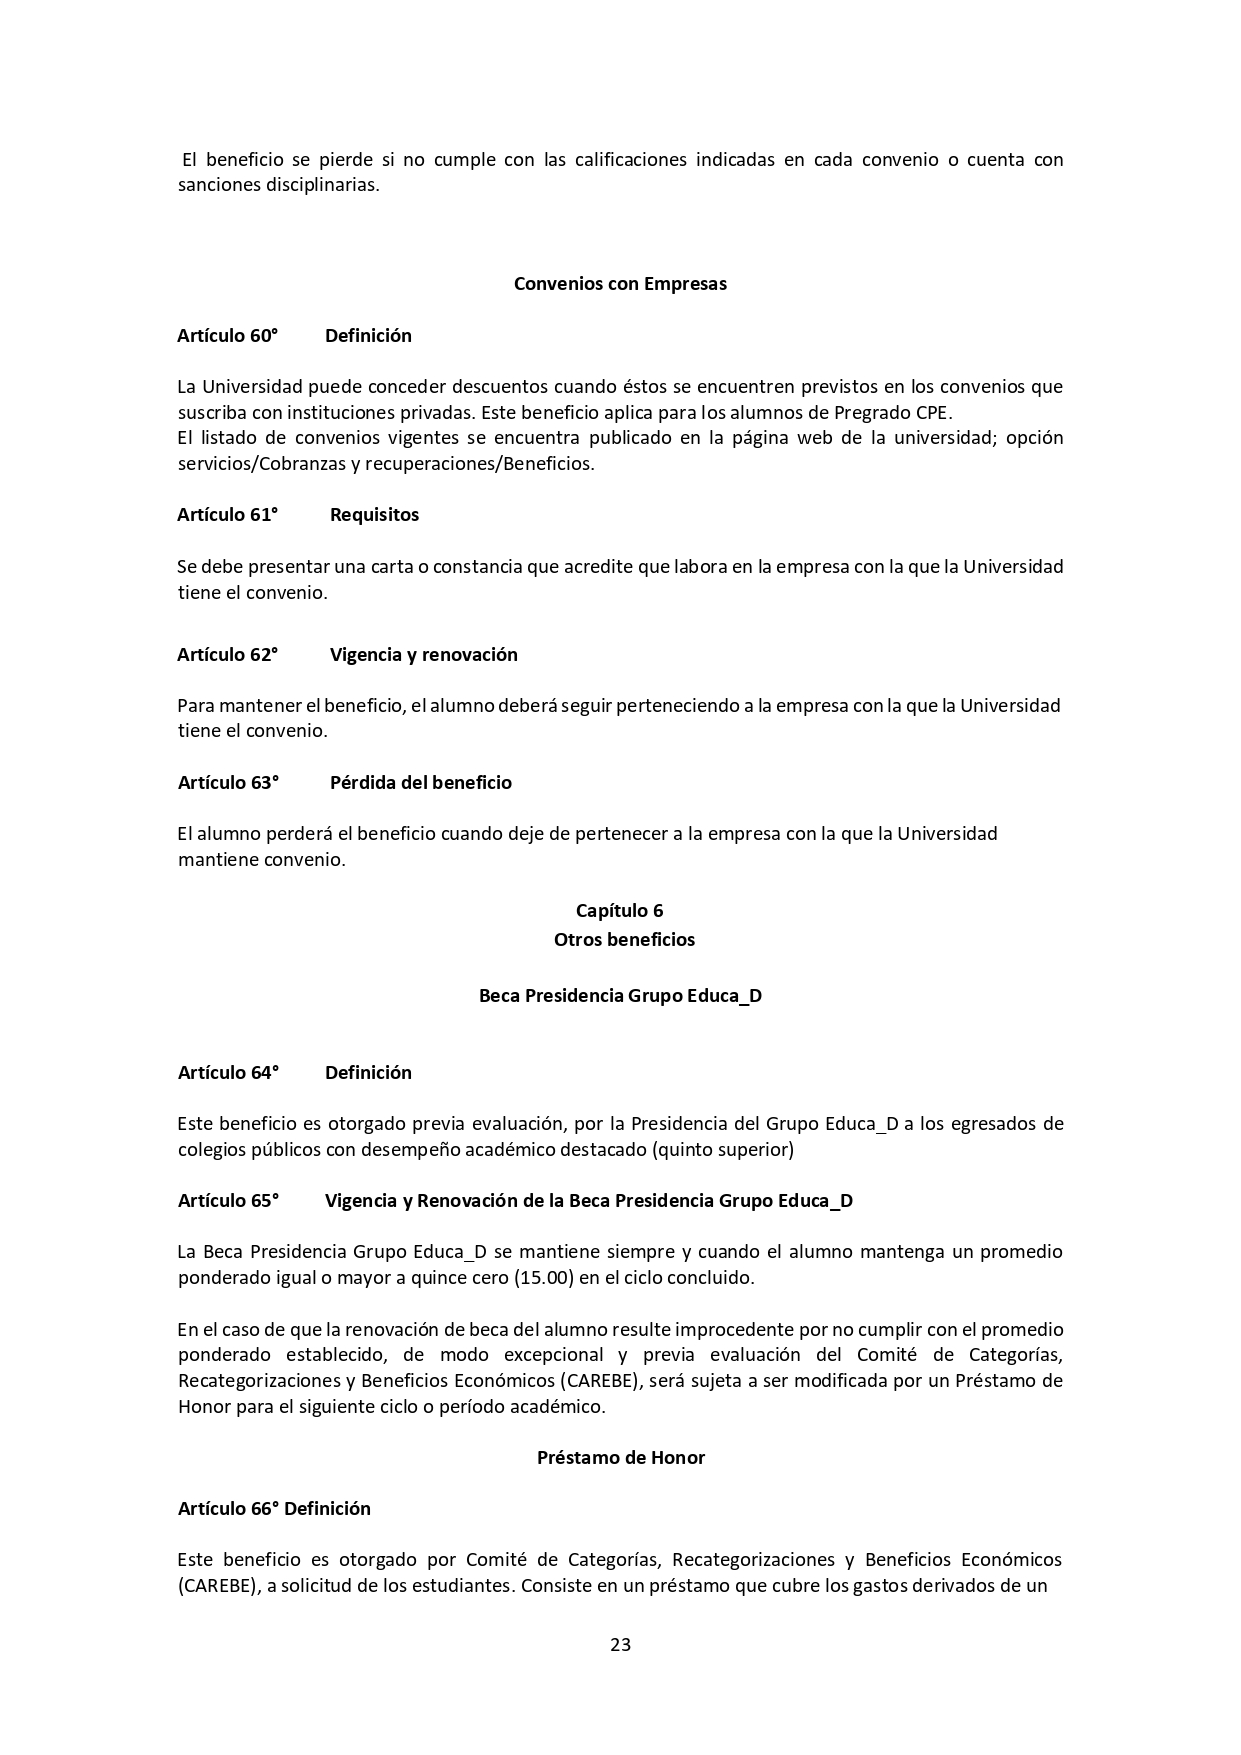 El beneficio se pierde si no cumple con las calificaciones indicadas en cada convenio o cuenta con
sanciones disciplinarias.
Convenios con Empresas
Artículo 60° Definición
La Universidad puede conceder descuentos cuando éstos se encuentren previstos en los convenios que
suscriba con instituciones privadas. Este beneficio aplica para los alumnos de Pregrado CPE.
El listado de convenios vigentes se encuentra publicado en la página web de la universidad; opción
servicios/Cobranzas y recuperaciones/Beneficios.
Artículo 61° Requisitos
Se debe presentar una carta o constancia que acredite que labora en la empresa con la que la Universidad
tiene el convenio.
Artículo 62° Vigencia y renovación
Para mantener el beneficio, el alumno deberá seguir perteneciendo a la empresa con la que la Universidad
tiene el convenio.
Artículo 63° Pérdida del beneficio
El alumno perderá el beneficio cuando deje de pertenecer a la empresa con la que la Universidad
mantiene convenio.
Capítulo 6
Otros beneficios
Beca Presidencia Grupo Educa_D
Artículo 64° Definición
Este beneficio es otorgado previa evaluación, por la Presidencia del Grupo Educa_D a los egresados de
colegios públicos con desempeño académico destacado (quinto superior)
Artículo 65° Vigencia y Renovación de la Beca Presidencia Grupo Educa_D
La Beca Presidencia Grupo Educa_D se mantiene siempre y cuando el alumno mantenga un promedio
ponderado igual o mayor a quince cero (15.00) en el ciclo concluido.
En el caso de que la renovación de beca del alumno resulte improcedente por no cumplir con el promedio
ponderado establecido, de modo excepcional y previa evaluación del Comité de Categorías,
Recategorizaciones y Beneficios Económicos (CAREBE), será sujeta a ser modificada por un Préstamo de
Honor para el siguiente ciclo o período académico.
Préstamo de Honor
Artículo 66° Definición
Este beneficio es otorgado por Comité de Categorías, Recategorizaciones y Beneficios Económicos
(CAREBE), a solicitud de los estudiantes. Consiste en un préstamo que cubre los gastos derivados de un
23